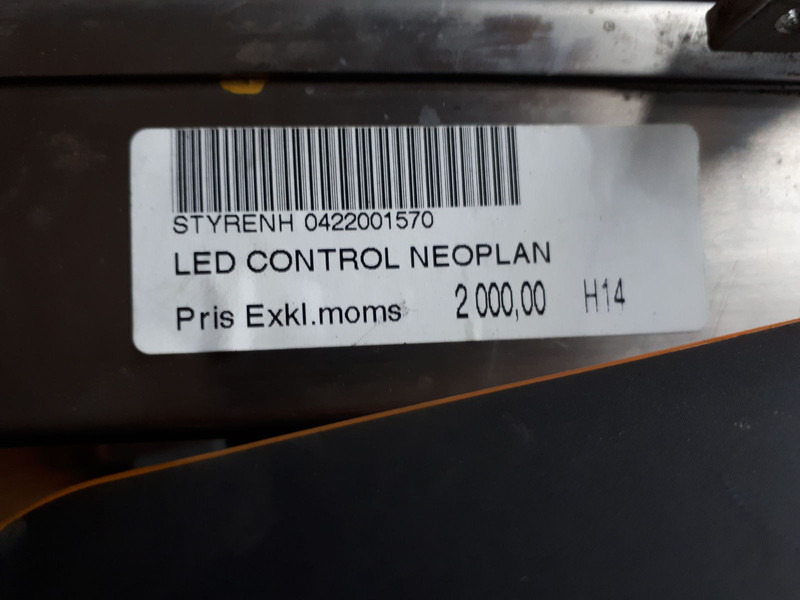 STYRENH 0422001570
LED CONTROL NEOPLAN
Pris Exkl.moms 2 000,00 H14